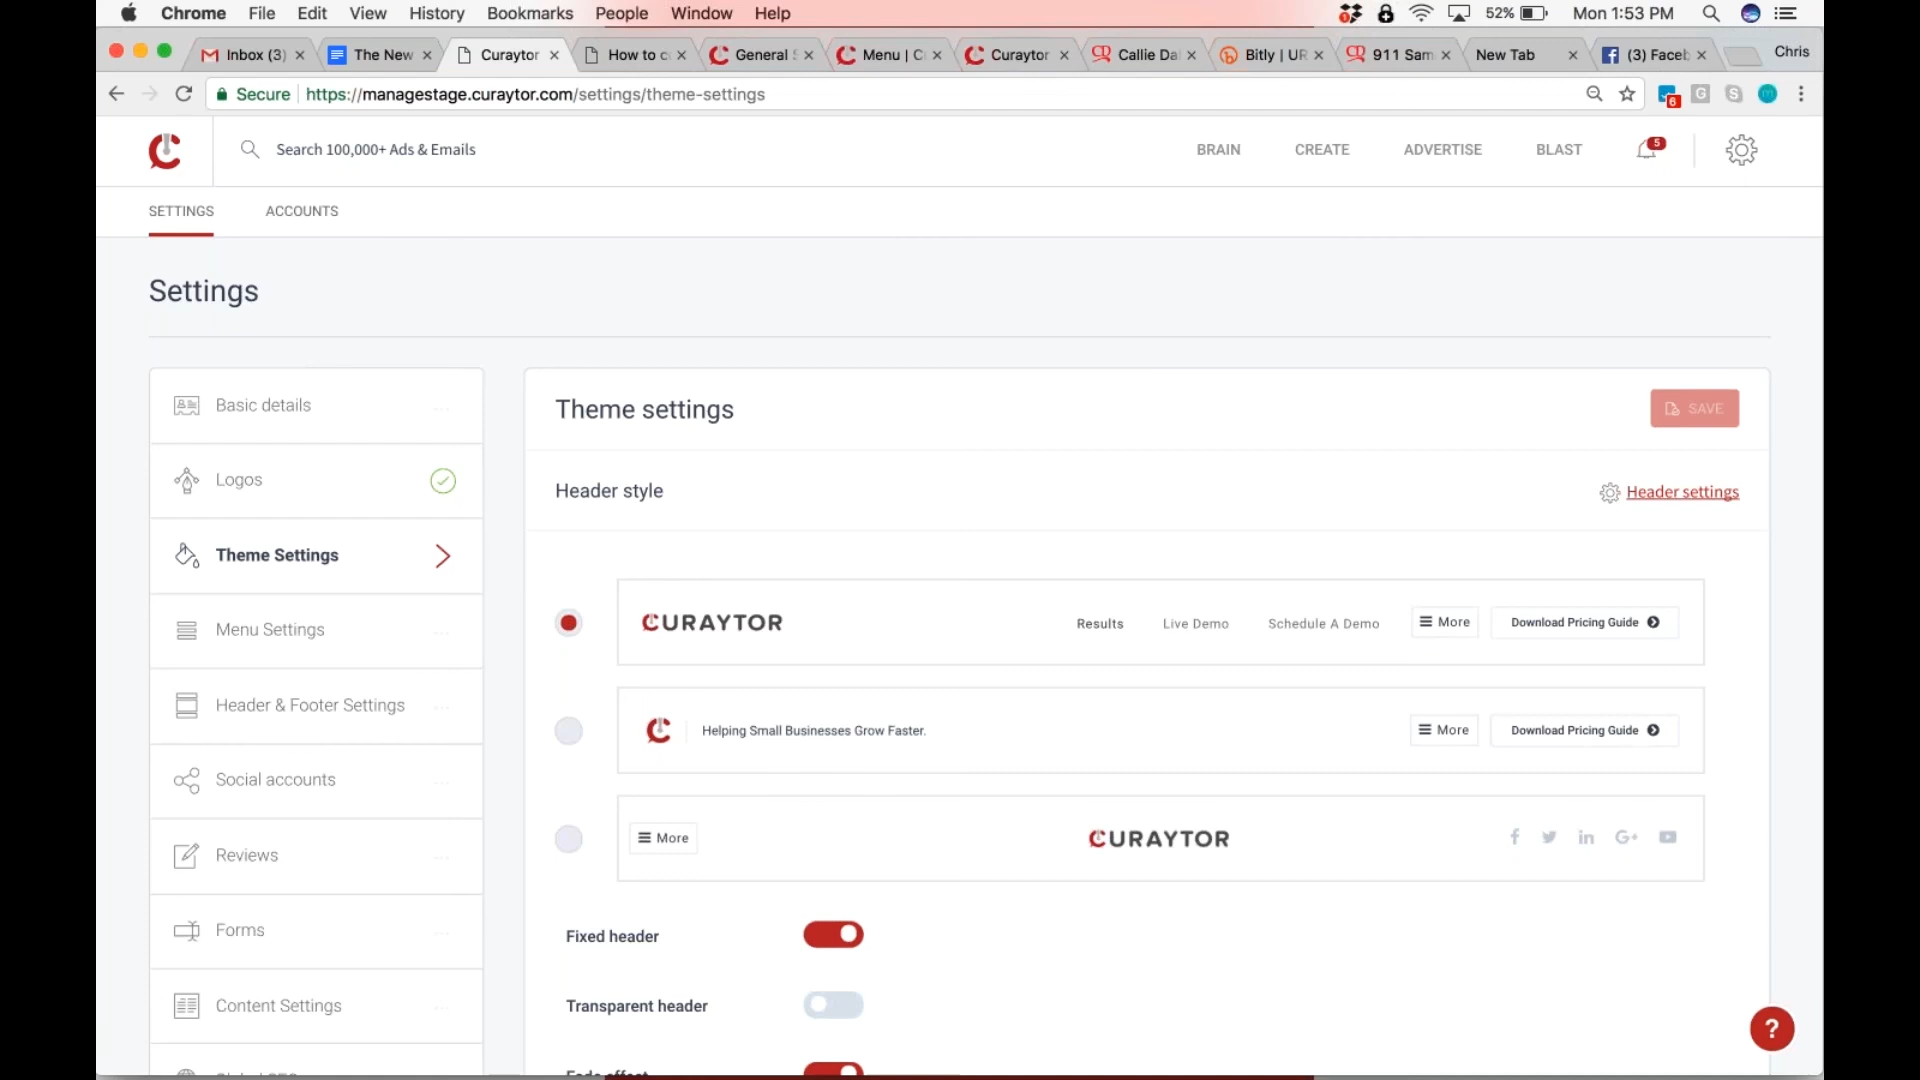 Chrome File Edit View History Bookmarks People Window Help 52% Mon 1:53 PM
Inbox (3) The New Curaytor How to c General S Menu | C Curaytor Callie Da Bitly | UR 911 Sam New Tab (3) Faceb Chris
Secure https://managestage.curaytor.com/settings/theme-settings 6
Search 100,000+ Ads & Emails BRAIN CREATE ADVERTISE BLAST 5
SETTINGS ACCOUNTS
Settings
Basic details
Logos
Theme Settings
Menu Settings
Header & Footer Settings
Social accounts
Reviews
Forms
Content Settings
Theme settings SAVE
Header style Header settings
CURAYTOR Results Live Demo Schedule A Demo More Download Pricing Guide
Helping Small Businesses Grow Faster. More Download Pricing Guide
More CURAYTOR
Fixed header
Transparent header
Fade effect
?